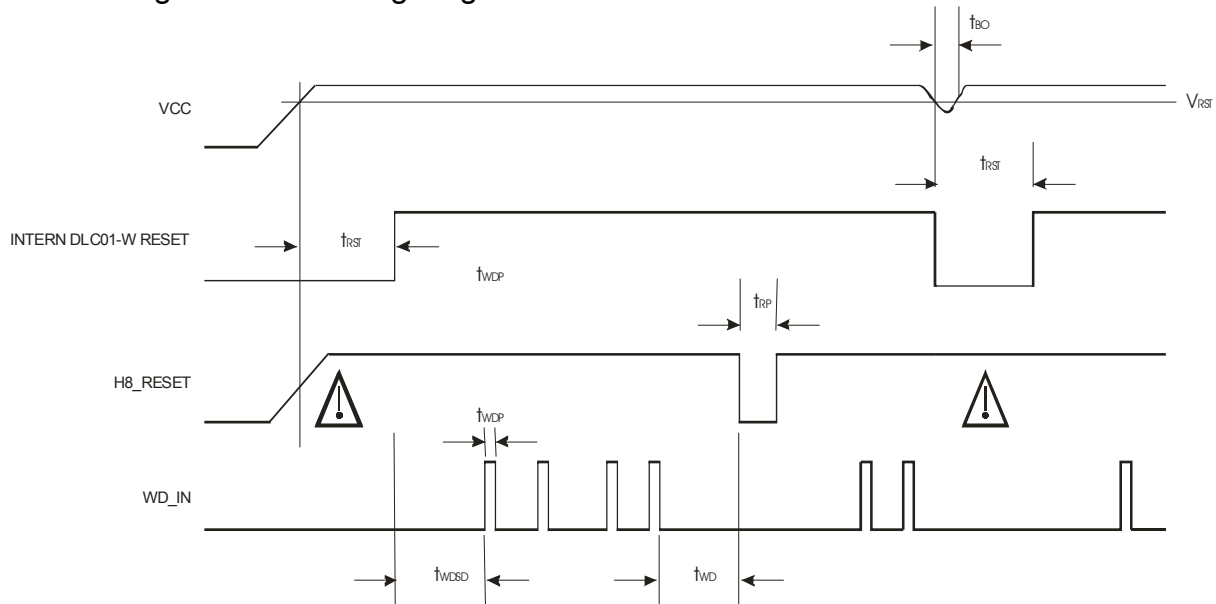 tBO
VCC
VRST
tRST
INTERN DLC01-W RESET
tRST
tWDP
tRP
H8_RESET
tWDP
WD_IN
tWDSD
tWD